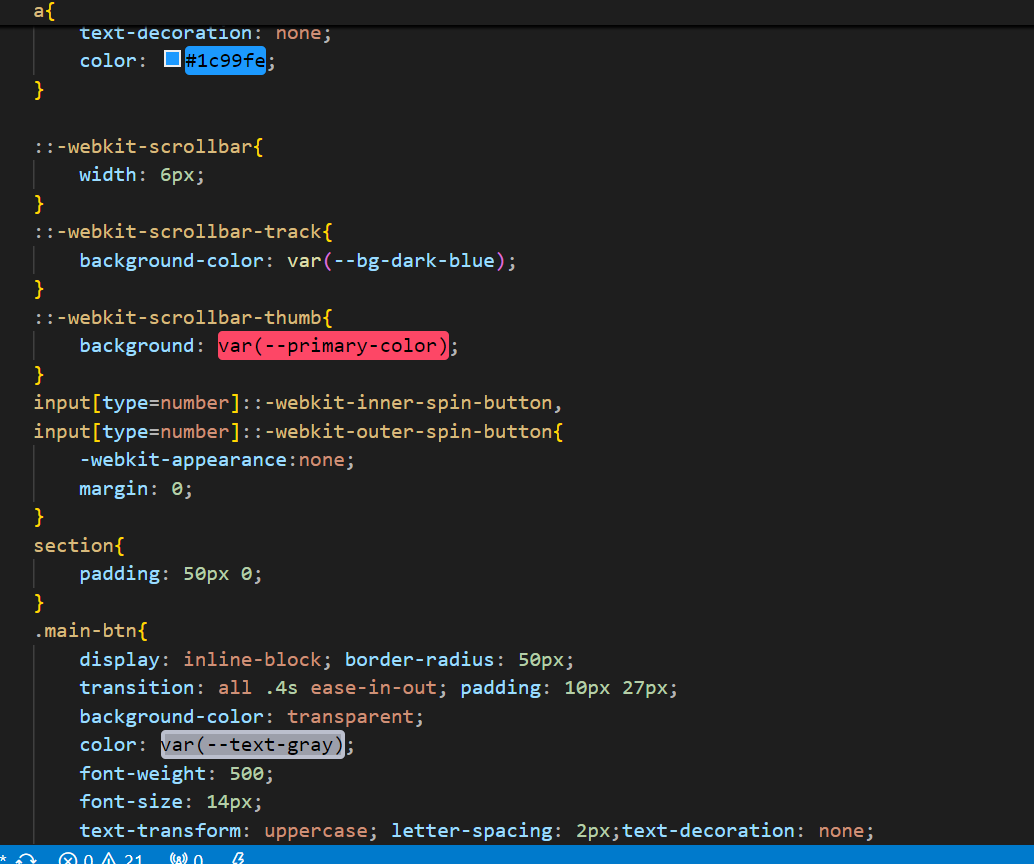 a{
text-decoration: none;
color: #1c99fe;
}
::-webkit-scrollbar{
width: 6px;
}
::-webkit-scrollbar-track{
background-color: var(--bg-dark-blue);
}
::-webkit-scrollbar-thumb{
background: var(--primary-color);
}
input[type=number]::-webkit-inner-spin-button,
input[type=number]::-webkit-outer-spin-button{
-webkit-appearance:none;
margin: 0;
}
section{
padding: 50px 0;
}
.main-btn{
display: inline-block; border-radius: 50px;
transition: all .4s ease-in-out; padding: 10px 27px;
background-color: transparent;
color: var(--text-gray);
font-weight: 500;
font-size: 14px;
text-transform: uppercase; letter-spacing: 2px;text-decoration: none;
* 0 21 0